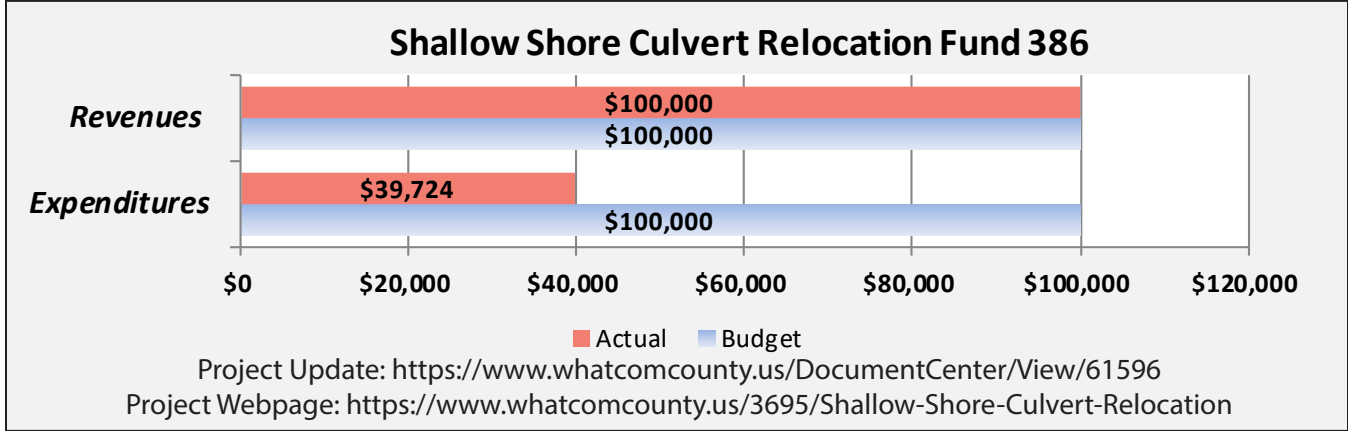 Shallow Shore Culvert Relocation Fund 386
Revenues
$100,000
$100,000
Expenditures
$39,724
$100,000
$0 $20,000 $40,000 $60,000 $80,000 $100,000 $120,000
Actual Budget
Project Update: https://www.whatcomcounty.us/DocumentCenter/View/61596
Project Webpage: https://www.whatcomcounty.us/3695/Shallow-Shore-Culvert-Relocation